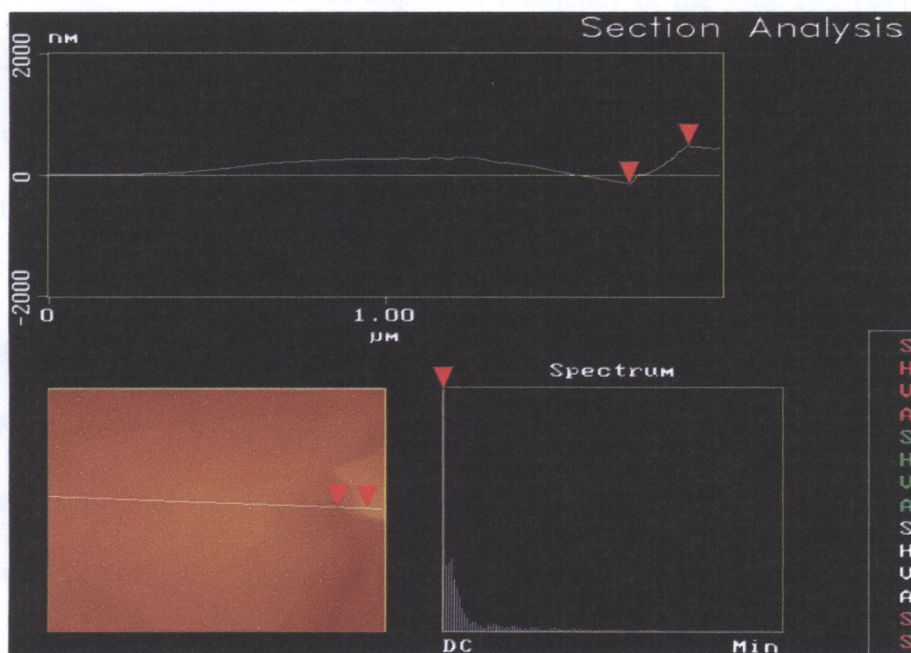 Section Analysis
nM
2000
0
-2000
0
1.00
µM
Spectrum
DC
Min
S
H
V
A
S
H
V
A
S
H
V
A
S
S